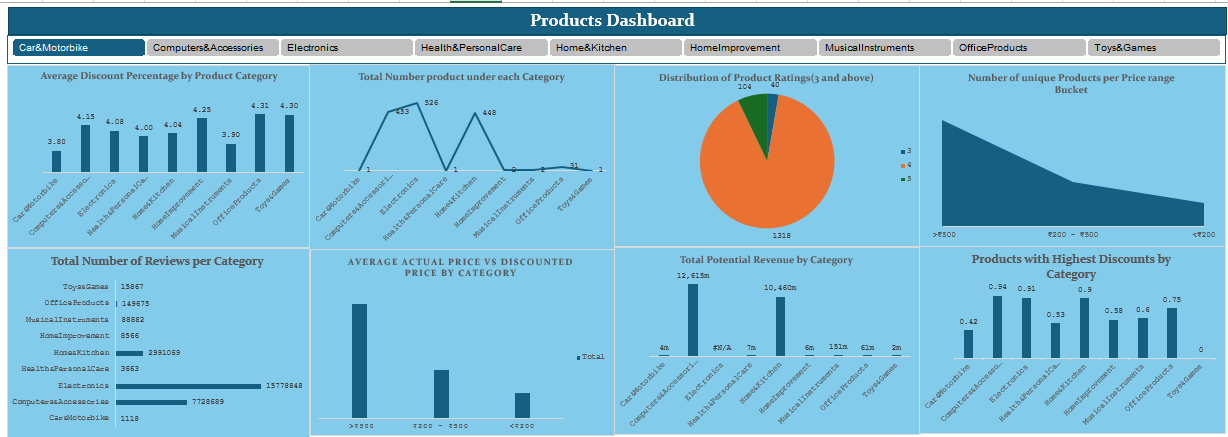 Products Dashboard
Car&Motorbike
Computers&Accessories
Electronics
Health&PersonalCare
Home&Kitchen
HomeImprovement
MusicalInstruments
OfficeProducts
Toys&Games
Average Discount Percentage by Product Category
3.80
4.15
4.08
4.00
4.04
4.25
3.90
4.31
4.30
Car&Motorbike
Computers&Accesso...
Electronics
Health&PersonalCa...
Home&Kitchen
HomeImprovement
MusicalInstruments
OfficeProducts
Toys&Games
Total Number product under each Category
1
453
526
1
448
2
2
31
1
Car&Motorbike
Computers&Accessori...
Electronics
Health&PersonalCare
Home&Kitchen
HomeImprovement
MusicalInstruments
OfficeProducts
Toys&Games
Distribution of Product Ratings(3 and above)
104
40
1318
3
4
5
Number of unique Products per Price range
Bucket
>₹500
₹200 - ₹500
<₹200
Total Number of Reviews per Category
Toys&Games 15867
OfficeProducts 149675
MusicalInstruments 88882
HomeImprovement 8566
Home&Kitchen 2991069
Health&PersonalCare 3663
Electronics 15778848
Computers&Accessories 7728689
Car&Motorbike 1118
AVERAGE ACTUAL PRICE VS DISCOUNTED
PRICE BY CATEGORY
Total
>₹500
₹200 - ₹500
<₹200
Total Potential Revenue by Category
4m
12,615m
#N/A
7m
10,460m
6m
151m
61m
2m
Car&Motorbike
Computers&Accessori...
Electronics
Health&PersonalCare
Home&Kitchen
HomeImprovement
MusicalInstruments
OfficeProducts
Toys&Games
Products with Highest Discounts by
Category
0.42
0.94
0.91
0.53
0.9
0.58
0.6
0.75
0
Car&Motorbike
Computers&Accesso...
Electronics
Health&PersonalCa...
Home&Kitchen
HomeImprovement
MusicalInstruments
OfficeProducts
Toys&Games